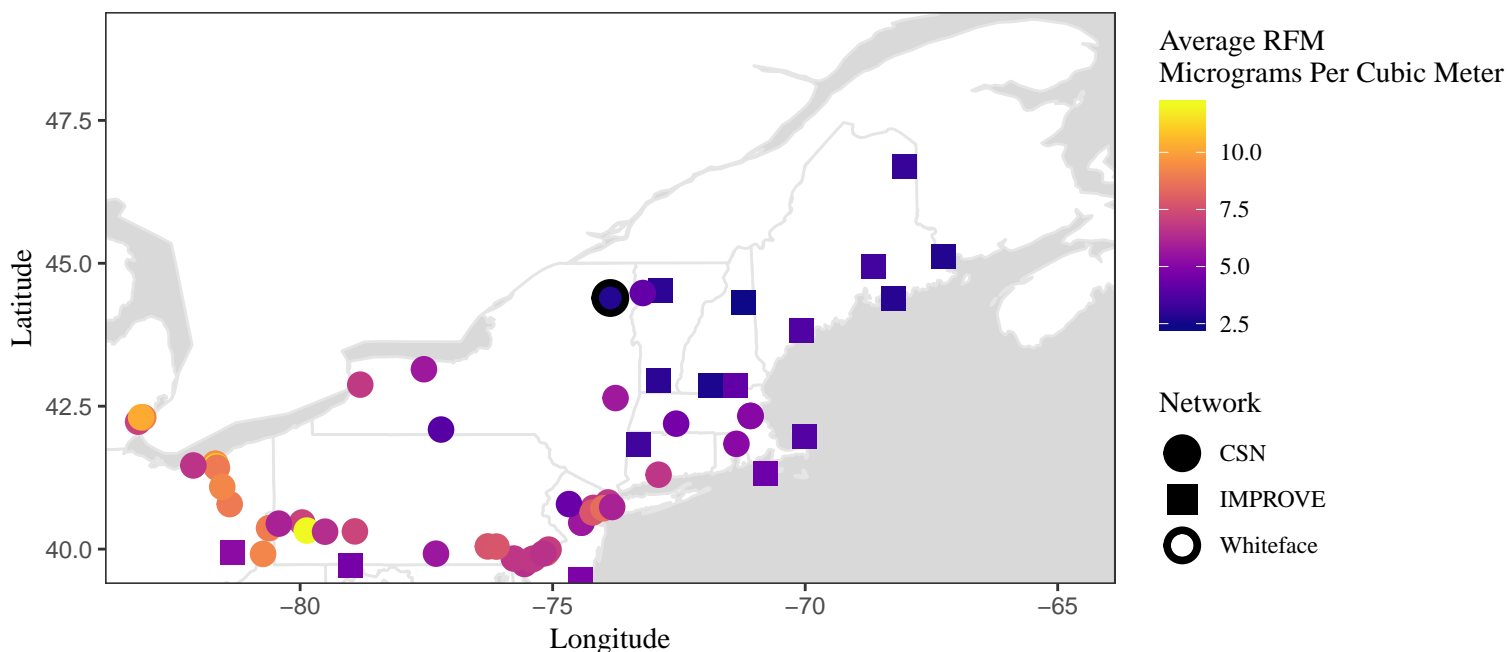 47.5
45.0
42.5
40.0
Latitude
−80
−75
−70
−65
Longitude
Average RFM
Micrograms Per Cubic Meter
10.0
7.5
5.0
2.5
Network
CSN
IMPROVE
Whiteface